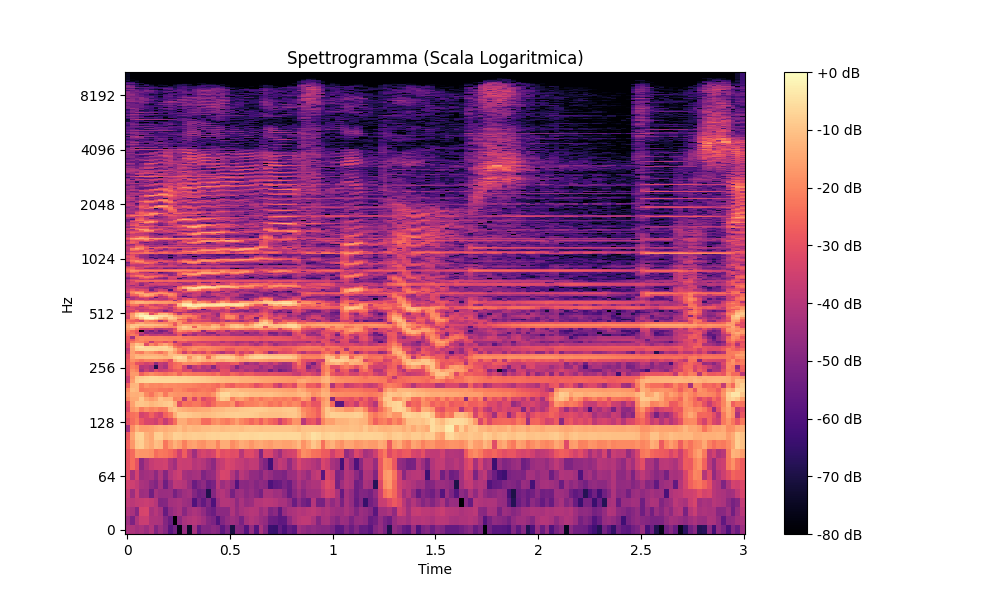 Spettrogramma (Scala Logaritmica)
8192
4096
2048
1024
512
256
128
64
0
Hz
0
0.5
1
1.5
2
2.5
3
Time
+0 dB
-10 dB
-20 dB
-30 dB
-40 dB
-50 dB
-60 dB
-70 dB
-80 dB